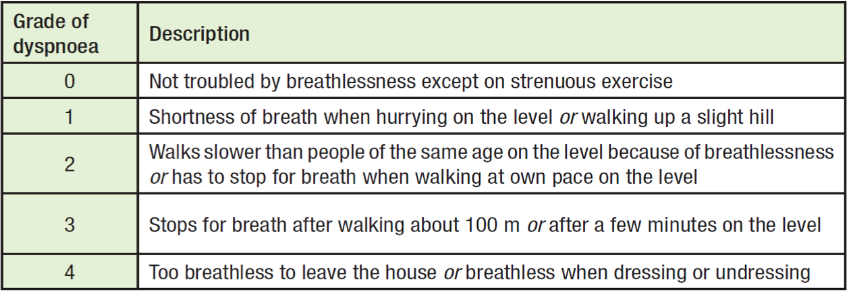 Grade of
dyspnoea
Description
0
Not troubled by breathlessness except on strenuous exercise
1
Shortness of breath when hurrying on the level or walking up a slight hill
2
Walks slower than people of the same age on the level because of breathlessness
or has to stop for breath when walking at own pace on the level
3
Stops for breath after walking about 100 m or after a few minutes on the level
4
Too breathless to leave the house or breathless when dressing or undressing